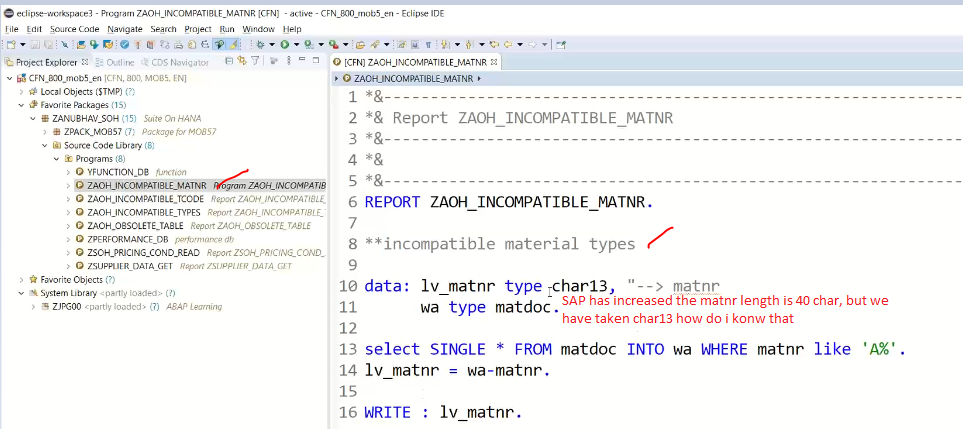 eclipse-workspace3 - Program ZAOH_INCOMPATIBLE_MATNR [CFN] - active - CFN_800_mob5_en - Eclipse IDE
File Edit Source Code Navigate Search Project Run Window Help
Project Explorer Outline CDS Navigator
CFN_800_mob5_en [CFN, 800, MOB5, EN]
Local Objects ($TMP) (?)
Favorite Packages (15)
ZANUBHAV_SOH (15) Suite On HANA
ZPACK_MOB57 (7) Package for MOB57
Source Code Library (8)
Programs (8)
YFUNCTION_DB function
ZAOH_INCOMPATIBLE_MATNR Program ZAOH_INCOMPATIB
ZAOH_INCOMPATIBLE_TCODE Report ZAOH_INCOMPATIBLE_
ZAOH_INCOMPATIBLE_TYPES Report ZAOH_INCOMPATIBLE_T
ZAOH_OBSOLETE_TABLE Report ZAOH_OBSOLETE_TABLE
ZPERFORMANCE_DB performance db
ZSOH_PRICING_COND_READ Report ZSOH_PRICING_COND_
ZSUPPLIER_DATA_GET Report ZSUPPLIER_DATA_GET
Favorite Objects (2)
System Library <partly loaded> (?)
ZJPG00 <partly loaded> (?) ABAP Learning
[CFN] ZAOH_INCOMPATIBLE_MATNR
ZAOH_INCOMPATIBLE_MATNR
1 *&---------------------------------------------------------
2 *& Report ZAOH_INCOMPATIBLE_MATNR
3 *&---------------------------------------------------------
4 *&
5 *&---------------------------------------------------------
6 REPORT ZAOH_INCOMPATIBLE_MATNR.
7
8 **incompatible material types
9
10 data: lv_matnr type char13, "--> matnr
11 wa type matdoc.
SAP has increased the matnr length is 40 char, but we
have taken char13 how do i konw that
12
13 select SINGLE * FROM matdoc INTO wa WHERE matnr like 'A%'.
14 lv_matnr = wa-matnr.
15
16 WRITE : lv_matnr.